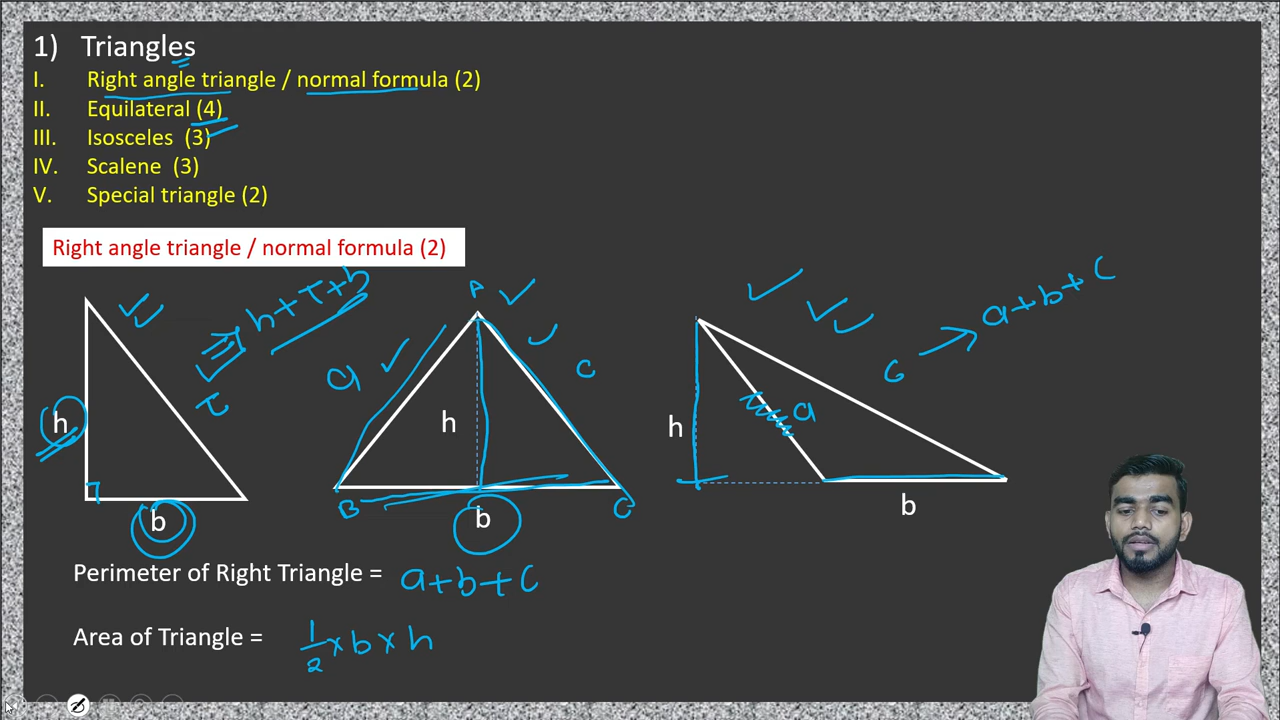 1) Triangles
I. Right angle triangle / normal formula (2)
II. Equilateral (4)
III. Isosceles (3)
IV. Scalene (3)
V. Special triangle (2)
Right angle triangle / normal formula (2)
h
b
A
a
c
h
B
C
b
h
a
b
a+b+c
Perimeter of Right Triangle = a+b+c
Area of Triangle = 1/2 × b × h